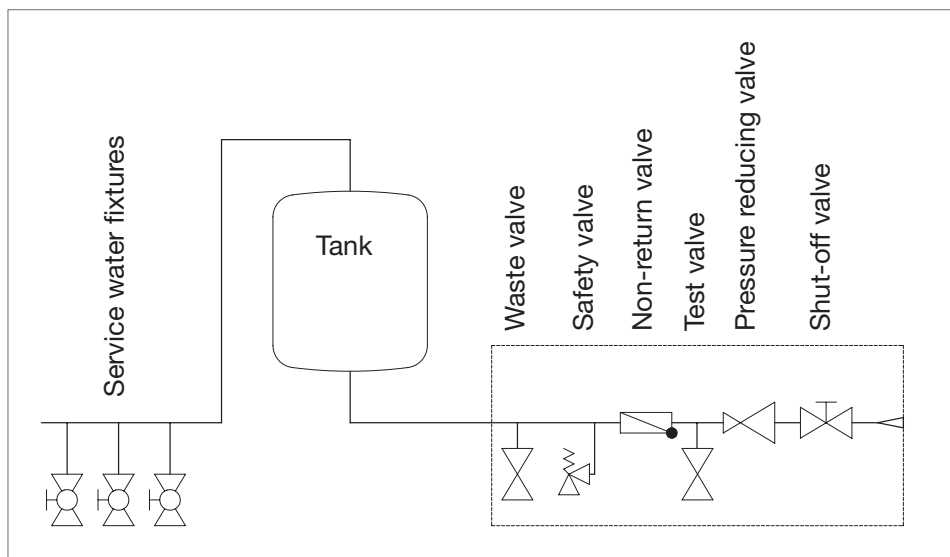 Service water fixtures
Tank
Waste valve
Safety valve
Non-return valve
Test valve
Pressure reducing valve
Shut-off valve